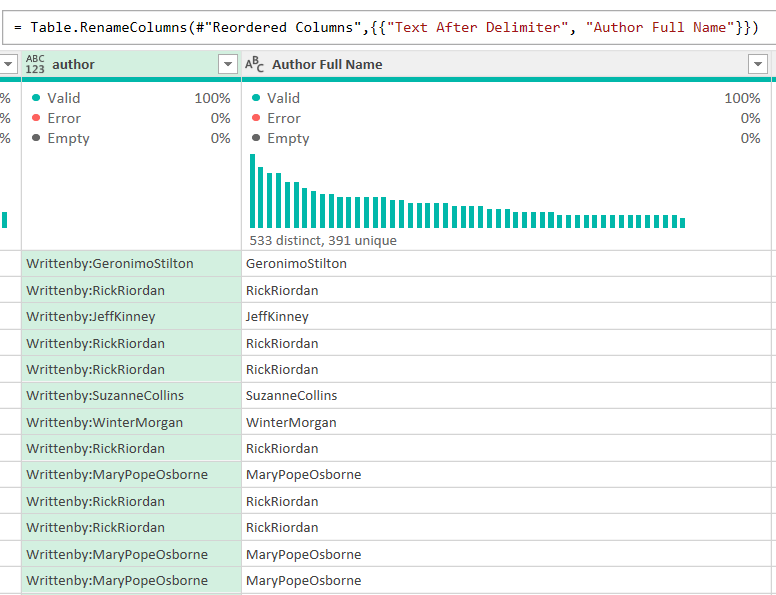 = Table.RenameColumns(#"Reordered Columns",{{"Text After Delimiter", "Author Full Name"}})
ABC 123 author ABC Author Full Name
% Valid 100% Valid 100%
% Error 0% Error 0%
% Empty 0% Empty 0%
533 distinct, 391 unique
Writtenby:GeronimoStilton GeronimoStilton
Writtenby:RickRiordan RickRiordan
Writtenby:JeffKinney JeffKinney
Writtenby:RickRiordan RickRiordan
Writtenby:RickRiordan RickRiordan
Writtenby:SuzanneCollins SuzanneCollins
Writtenby:WinterMorgan WinterMorgan
Writtenby:RickRiordan RickRiordan
Writtenby:MaryPopeOsborne MaryPopeOsborne
Writtenby:RickRiordan RickRiordan
Writtenby:RickRiordan RickRiordan
Writtenby:MaryPopeOsborne MaryPopeOsborne
Writtenby:MaryPopeOsborne MaryPopeOsborne